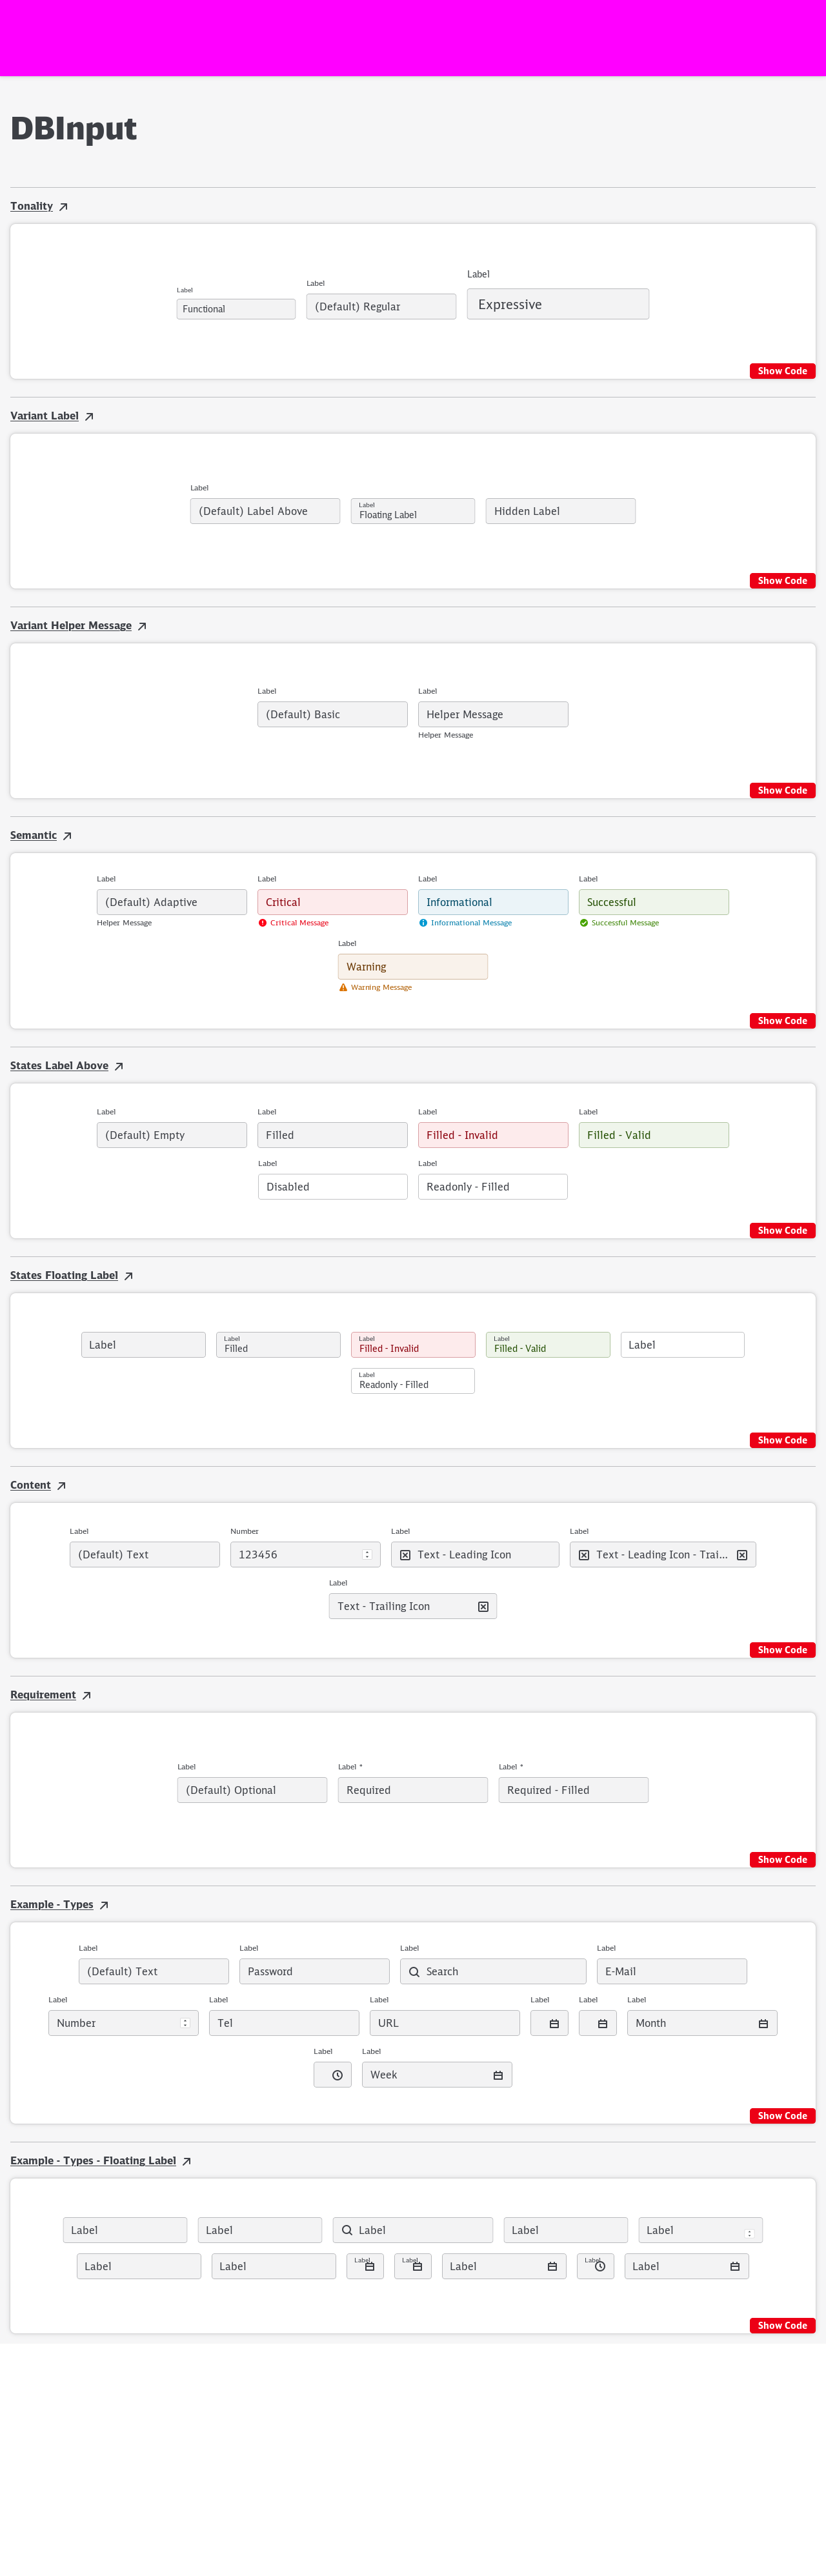 DBInput
Tonality
Label
Label
Label
Functional
(Default) Regular
Expressive
Show Code
Variant Label
Label
(Default) Label Above
Label
Floating Label
Hidden Label
Show Code
Variant Helper Message
Label
Label
(Default) Basic
Helper Message
Helper Message
Show Code
Semantic
Label
Label
Label
Label
(Default) Adaptive
Critical
Informational
Successful
Helper Message
Critical Message
Informational Message
Successful Message
Label
Warning
Warning Message
Show Code
States Label Above
Label
Label
Label
Label
(Default) Empty
Filled
Filled - Invalid
Filled - Valid
Label
Label
Disabled
Readonly - Filled
Show Code
States Floating Label
Label
Label
Filled
Label
Filled - Invalid
Label
Filled - Valid
Label
Label
Readonly - Filled
Show Code
Content
Label
Number
Label
Label
(Default) Text
123456
Text - Leading Icon
Text - Leading Icon - Trai...
Label
Text - Trailing Icon
Show Code
Requirement
Label
Label *
Label *
(Default) Optional
Required
Required - Filled
Show Code
Example - Types
Label
Label
Label
Label
(Default) Text
Password
Search
E-Mail
Label
Label
Label
Label
Label
Label
Number
Tel
URL
Month
Label
Label
Week
Show Code
Example - Types - Floating Label
Label
Label
Label
Label
Label
Label
Label
Label
Label
Label
Label
Label
Show Code